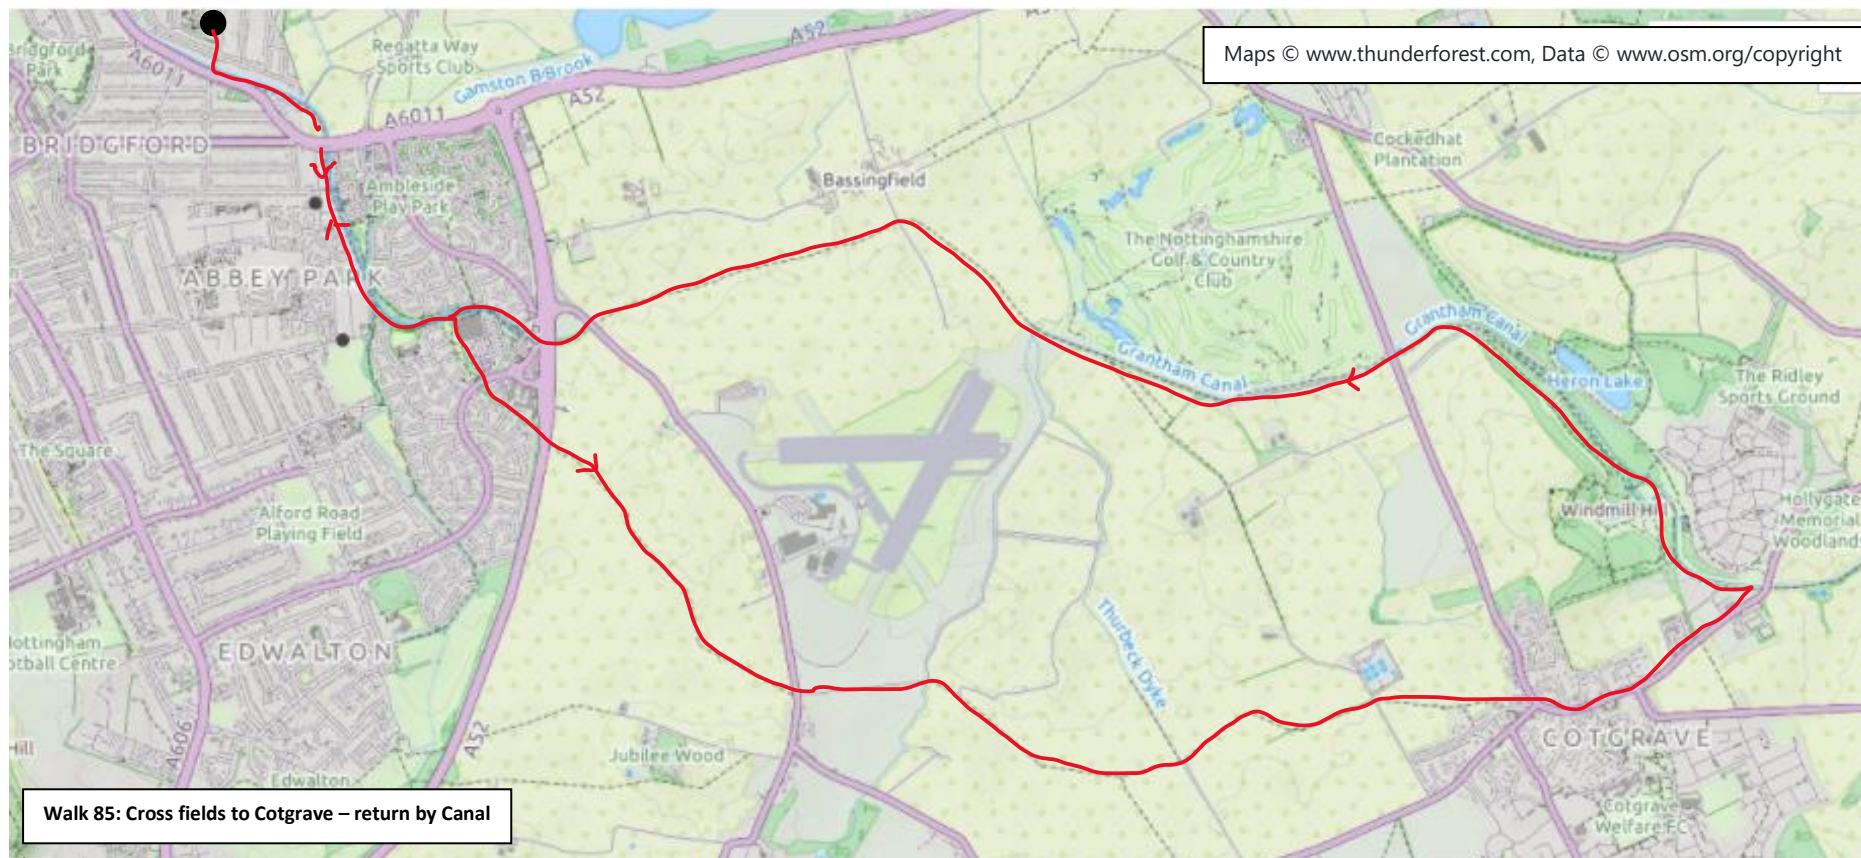 Bridgford
Park
A6011
Regatta Way
Sports Club
Gamston B Brook
A52
A52
Maps © www.thunderforest.com, Data © www.osm.org/copyright
A6011
BRIDGFORD
Cockedhat
Plantation
Ambleside
Play Park
Bassingfield
ABBEY PARK
The Nottinghamshire
Golf & Country
Club
Grantham Canal
Grantham Canal
Heron Lake
The Ridley
Sports Ground
The Square
Alford Road
Playing Field
Windmill Hill
Hollygate
Memorial
Woodlands
Thurbeck Dyke
Nottingham
Football Centre
EDWALTON
A606
A52
Hill
Jubilee Wood
COTGRAVE
Edwalton
Cotgrave
Welfare FC
Walk 85: Cross fields to Cotgrave – return by Canal